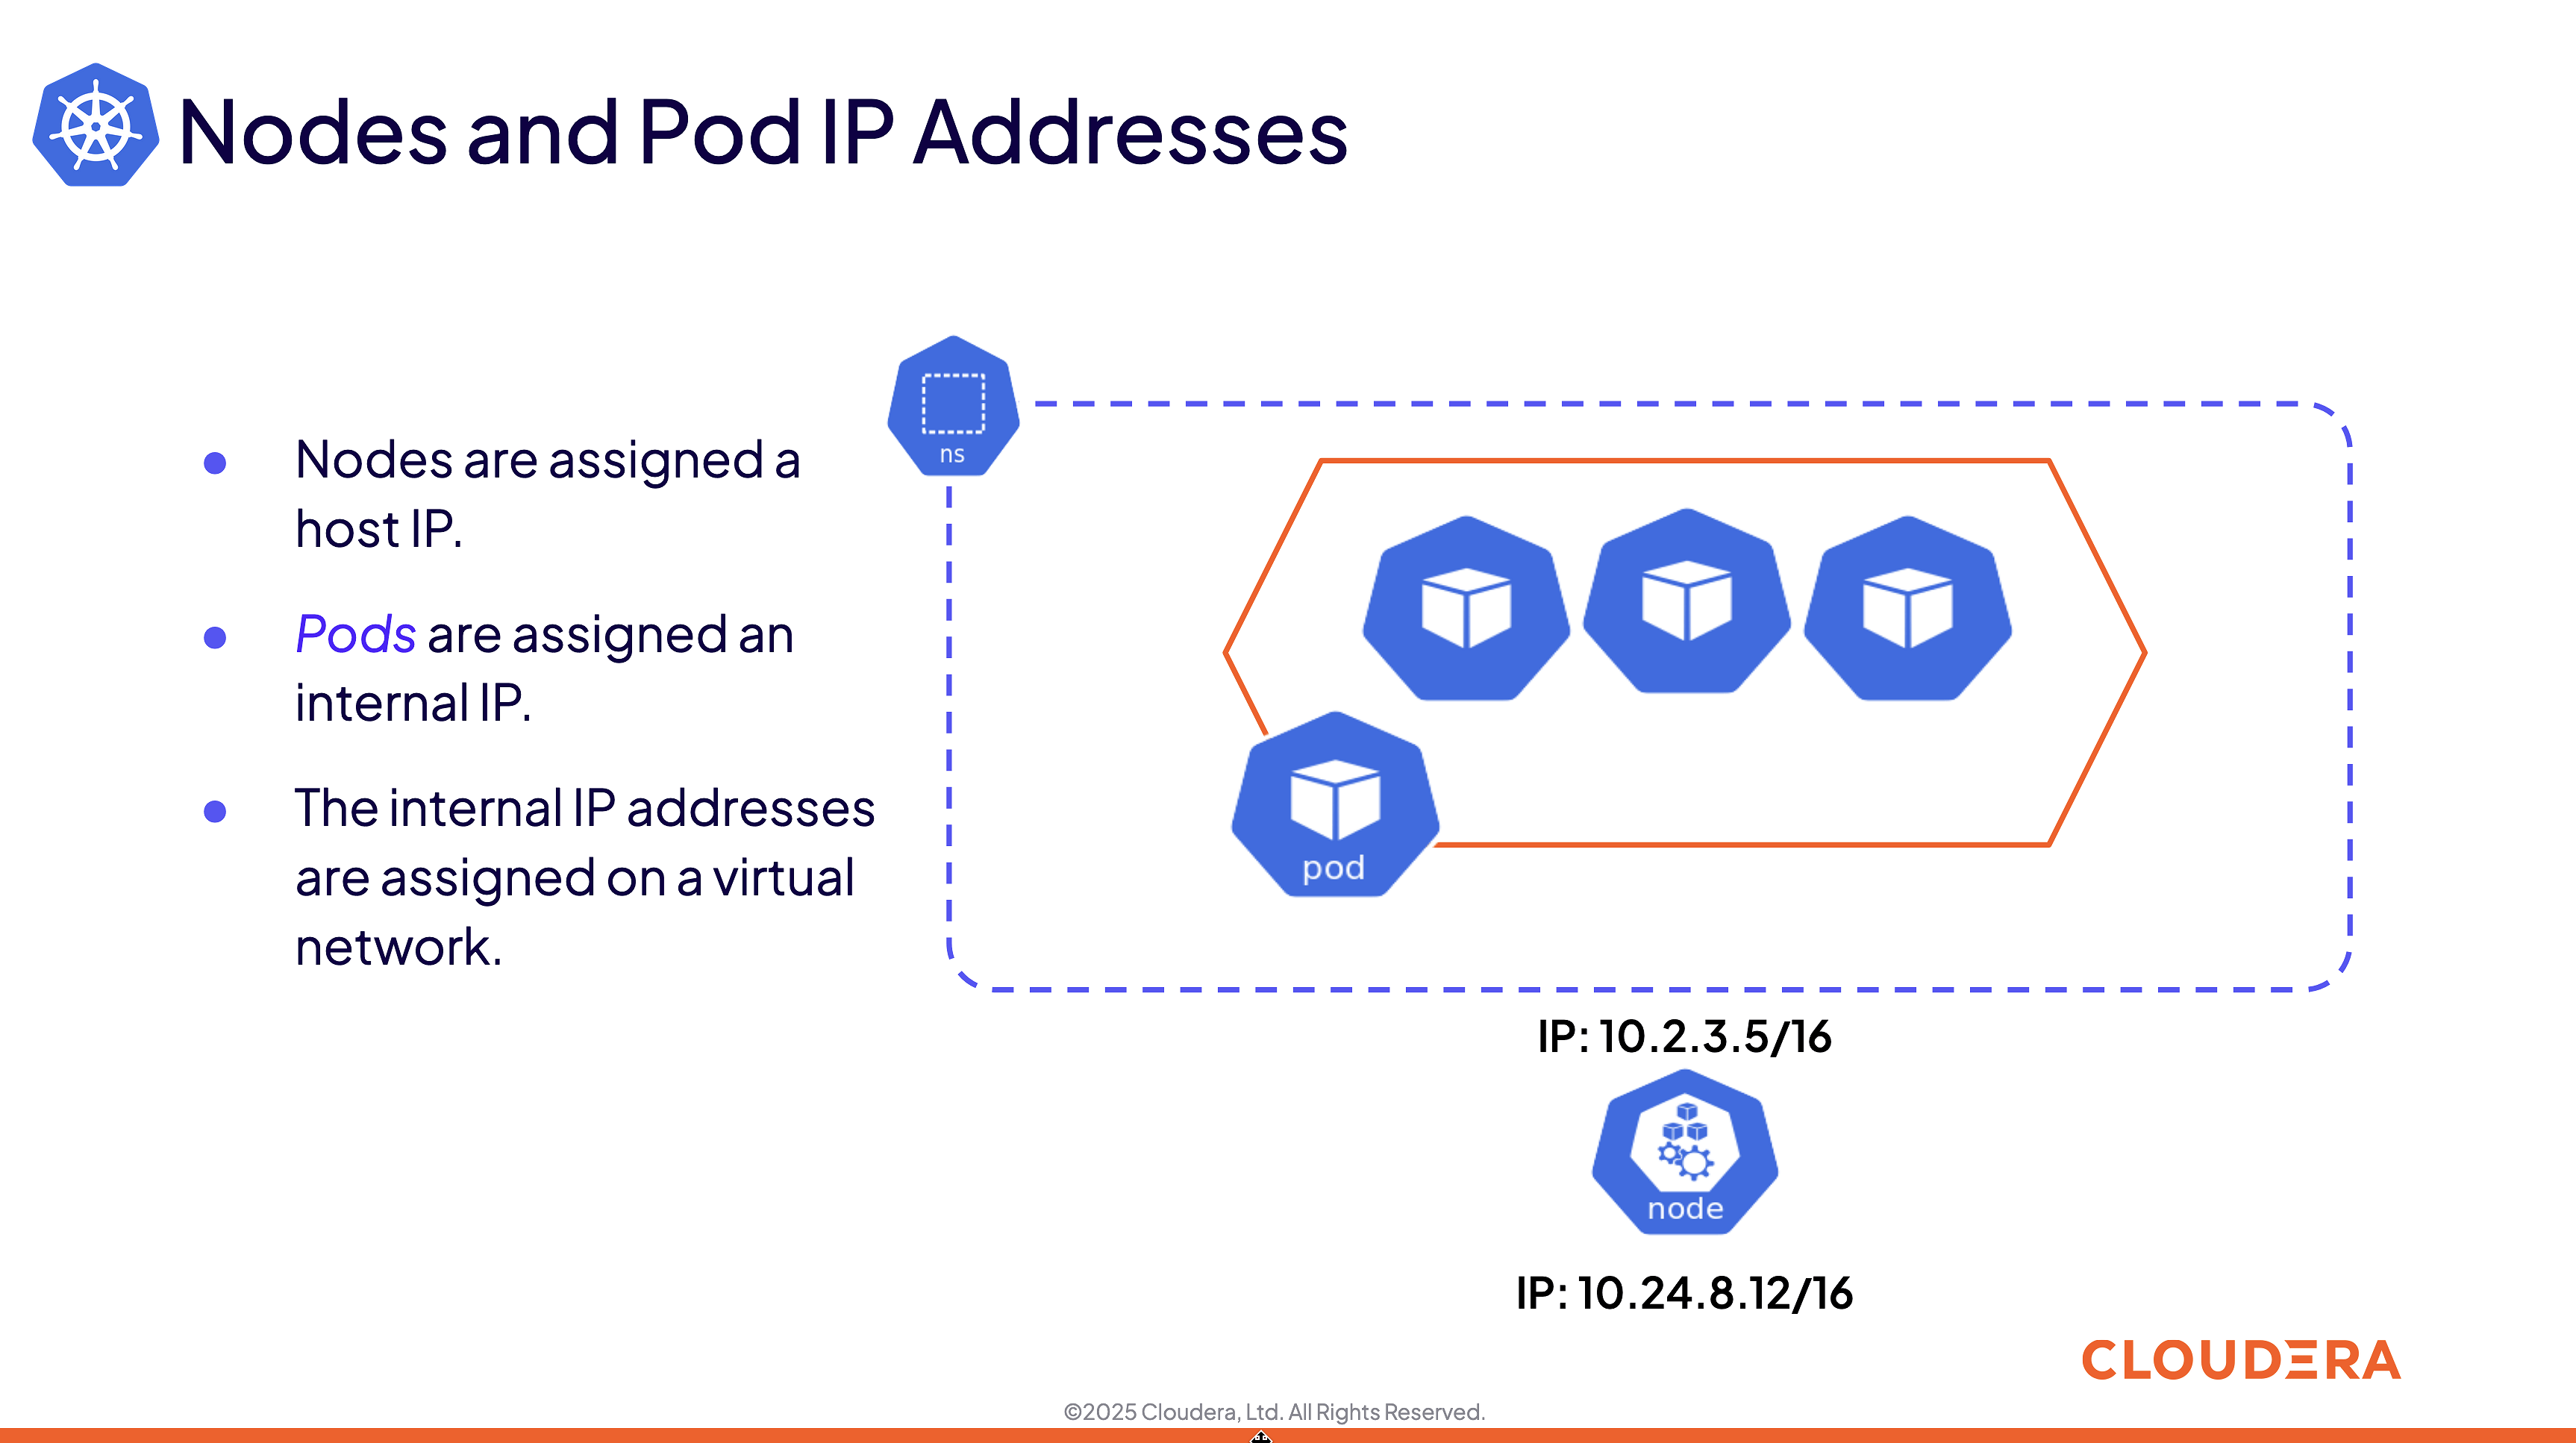 Nodes and Pod IP Addresses
ns
● Nodes are assigned a
host IP.
● Pods are assigned an
internal IP.
● The internal IP addresses
are assigned on a virtual
network.
pod
IP: 10.2.3.5/16
node
IP: 10.24.8.12/16
CLOUDERA
©2025 Cloudera, Ltd. All Rights Reserved.